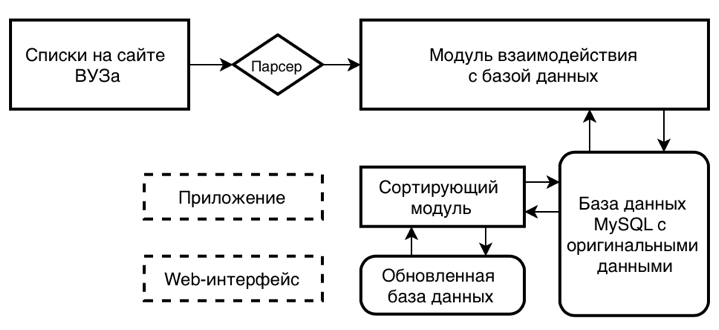 Списки на сайте
ВУЗа
Парсер
Модуль взаимодействия
с базой данных
Приложение
Сортирующий
модуль
База данных
MySQL с
оригинальными
данными
Web-интерфейс
Обновленная
база данных